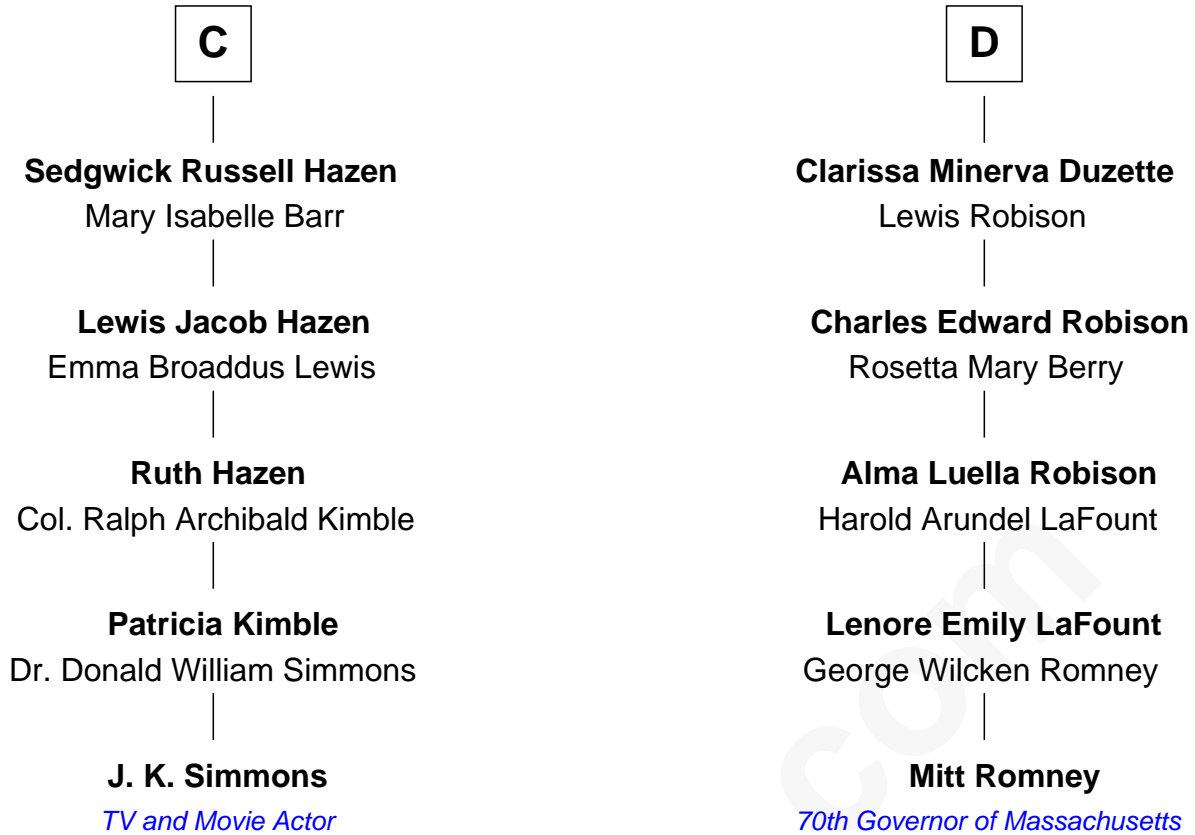 C
D
Sedgwick Russell Hazen
Mary Isabelle Barr
Clarissa Minerva Duzette
Lewis Robison
Lewis Jacob Hazen
Emma Broaddus Lewis
Charles Edward Robison
Rosetta Mary Berry
Ruth Hazen
Col. Ralph Archibald Kimble
Alma Luella Robison
Harold Arundel LaFount
Patricia Kimble
Dr. Donald William Simmons
Lenore Emily LaFount
George Wilcken Romney
J. K. Simmons
TV and Movie Actor
Mitt Romney
70th Governor of Massachusetts
com